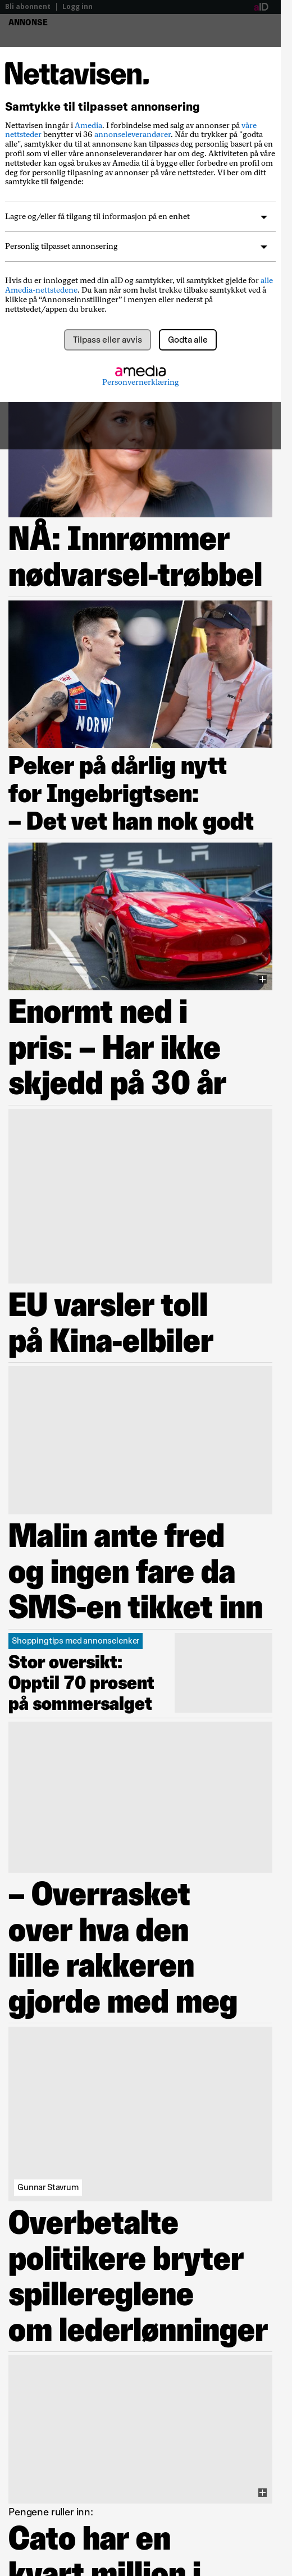 Bli abonnent | Logg inn
aID
ANNONSE
Nettavisen.
Samtykke til tilpasset annonsering
Nettavisen inngår i Amedia. I forbindelse med salg av annonser på våre
nettsteder benytter vi 36 annonseleverandører. Når du trykker på "godta
alle", samtykker du til at annonsene kan tilpasses deg personlig basert på en
profil som vi eller våre annonseleverandører har om deg. Aktiviteten på våre
nettsteder kan også brukes av Amedia til å bygge eller forbedre en profil om
deg for personlig tilpasning av annonser på våre nettsteder. Vi ber om ditt
samtykke til følgende:
Lagre og/eller få tilgang til informasjon på en enhet
Personlig tilpasset annonsering
Hvis du er innlogget med din aID og samtykker, vil samtykket gjelde for alle
Amedia-nettstedene. Du kan når som helst trekke tilbake samtykket ved å
klikke på “Annonseinnstillinger” i menyen eller nederst på
nettstedet/appen du bruker.
Tilpass eller avvis
Godta alle
amedia
Personvernerklæring
NÅ: Innrømmer
nødvarsel-trøbbel
NORW
Peker på dårlig nytt
for Ingebrigtsen:
– Det vet han nok godt
TESLA
Enormt ned i
pris: – Har ikke
skjedd på 30 år
EU varsler toll
på Kina-elbiler
Malin ante fred
og ingen fare da
SMS-en tikket inn
Shoppingtips med annonselenker
Stor oversikt:
Opptil 70 prosent
på sommersalget
– Overrasket
over hva den
lille rakkeren
gjorde med meg
Gunnar Stavrum
Overbetalte
politikere bryter
spillereglene
om lederlønninger
Pengene ruller inn:
Cato har en
kvart million i